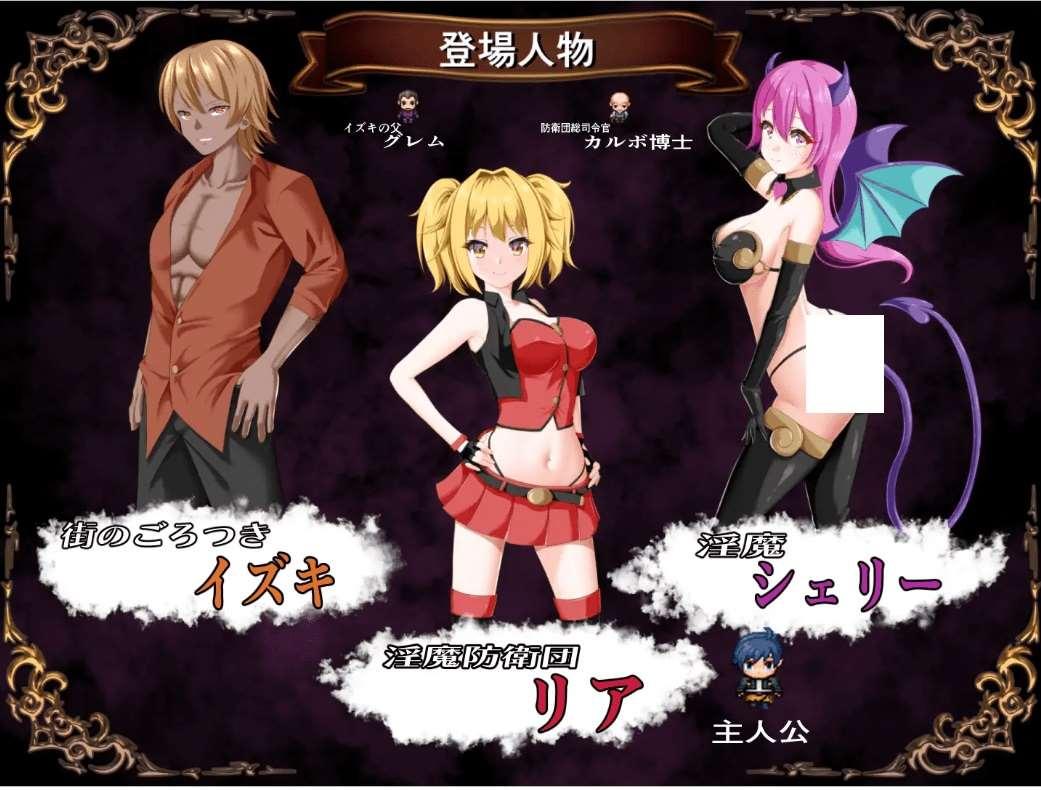 登場人物
イズキの父
グレム
防衛団総司令官
カルボ博士
街のごろつき
イズキ
淫魔
シェリー
淫魔防衛団
リア
主人公